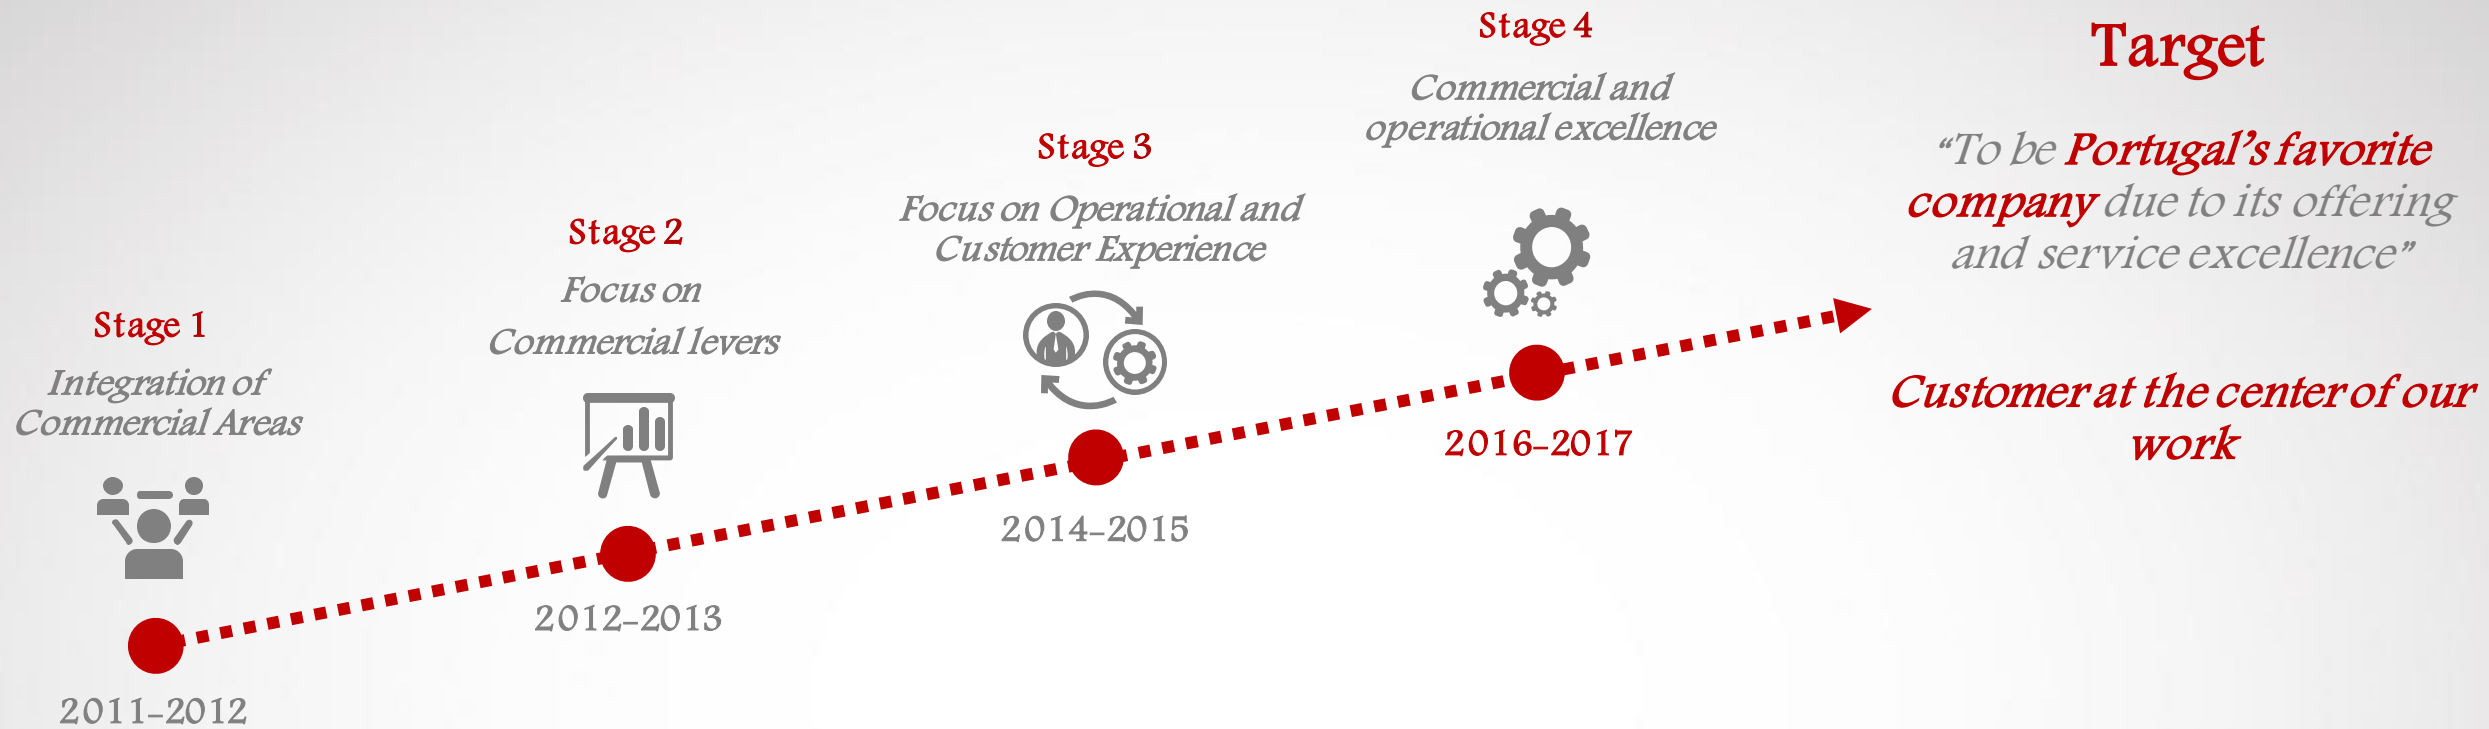 Stage 1
Integration of
Commercial Areas
2011-2012
Stage 2
Focus on
Commercial levers
2012-2013
Stage 3
Focus on Operational and
Customer Experience
2014-2015
Stage 4
Commercial and
operational excellence
2016-2017
Target
“To be Portugal’s favorite
company due to its offering
and service excellence”
Customer at the center of our
work